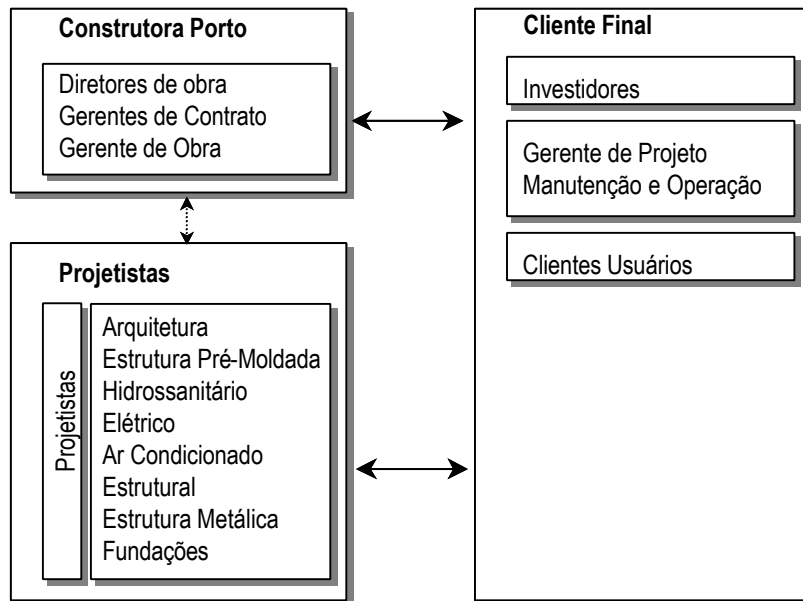 Construtora Porto
Diretores de obra
Gerentes de Contrato
Gerente de Obra
Projetistas
Projetistas
Arquitetura
Estrutura Pré-Moldada
Hidrossanitário
Elétrico
Ar Condicionado
Estrutural
Estrutura Metálica
Fundações
Cliente Final
Investidores
Gerente de Projeto
Manutenção e Operação
Clientes Usuários